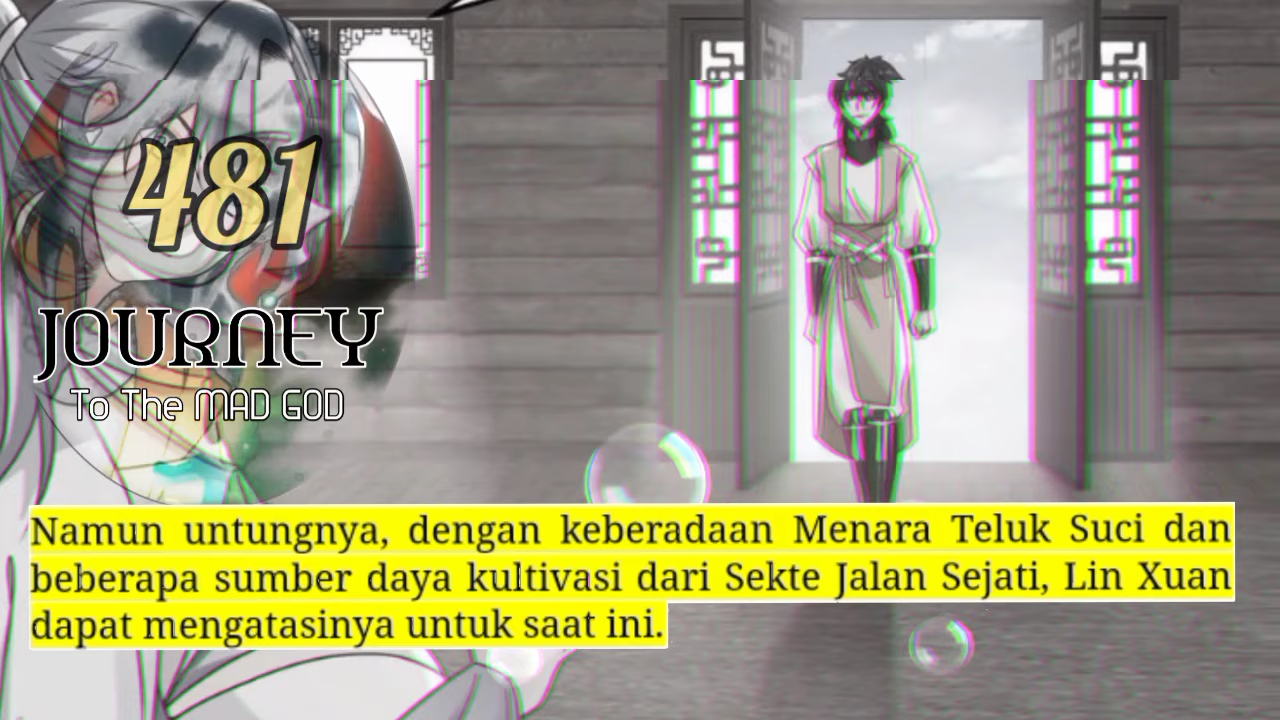 481
JOURNEY
To The MAD GOD
Namun untungnya, dengan keberadaan Menara Teluk Suci dan
beberapa sumber daya kultivasi dari Sekte Jalan Sejati, Lin Xuan
dapat mengatasinya untuk saat ini.